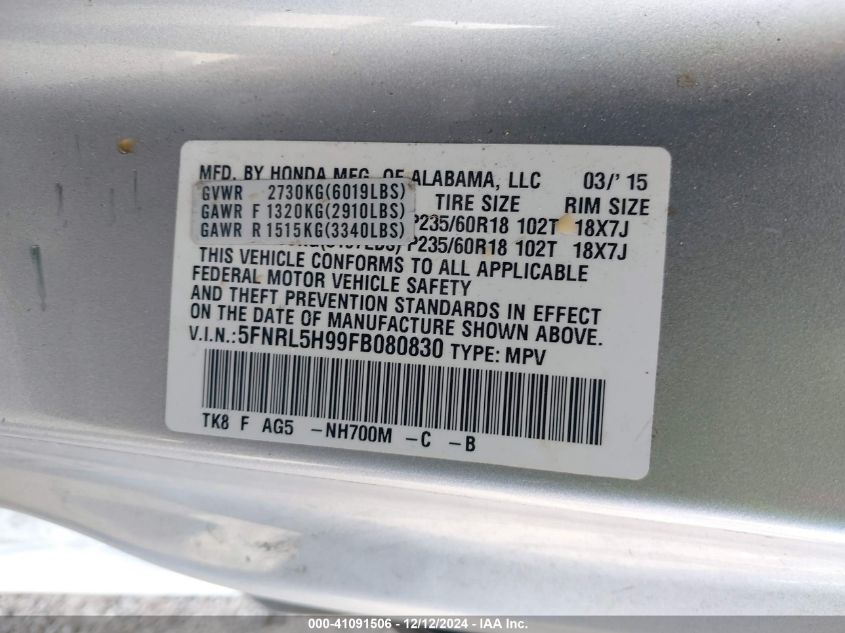 MFD. BY HONDA MFG. OF ALABAMA, LLC 03/' 15
GVWR 2730KG(6019LBS) TIRE SIZE RIM SIZE
GAWR F 1320KG(2910LBS) P235/60R18 102T 18X7J
GAWR R 1515KG(3340LBS) P235/60R18 102T 18X7J
THIS VEHICLE CONFORMS TO ALL APPLICABLE
FEDERAL MOTOR VEHICLE SAFETY
AND THEFT PREVENTION STANDARDS IN EFFECT
ON THE DATE OF MANUFACTURE SHOWN ABOVE.
V.I.N.:5FNRL5H99FB080830 TYPE: MPV
TK8 F AG5 -NH700M -C -B
000-41091506 - 12/12/2024 - IAA Inc.